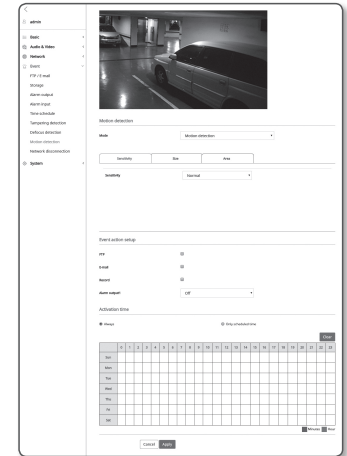 admin
Basic
Audio & Video
Network
Event
FTP / E-mail
Storage
Alarm output
Alarm input
Time schedule
Tampering detection
Defocus detection
Motion detection
Network disconnection
System
Motion detection
Mode Motion detection
Sensitivity Size Area
Sensitivity Normal
Event action setup
FTP
E-mail
Record
Alarm output1 Off
Activation time
Always Only scheduled time
Clear
0 1 2 3 4 5 6 7 8 9 10 11 12 13 14 15 16 17 18 19 20 21 22 23
Sun
Mon
Tue
Wed
Thu
Fri
Sat
Minutes Hour
Cancel Apply